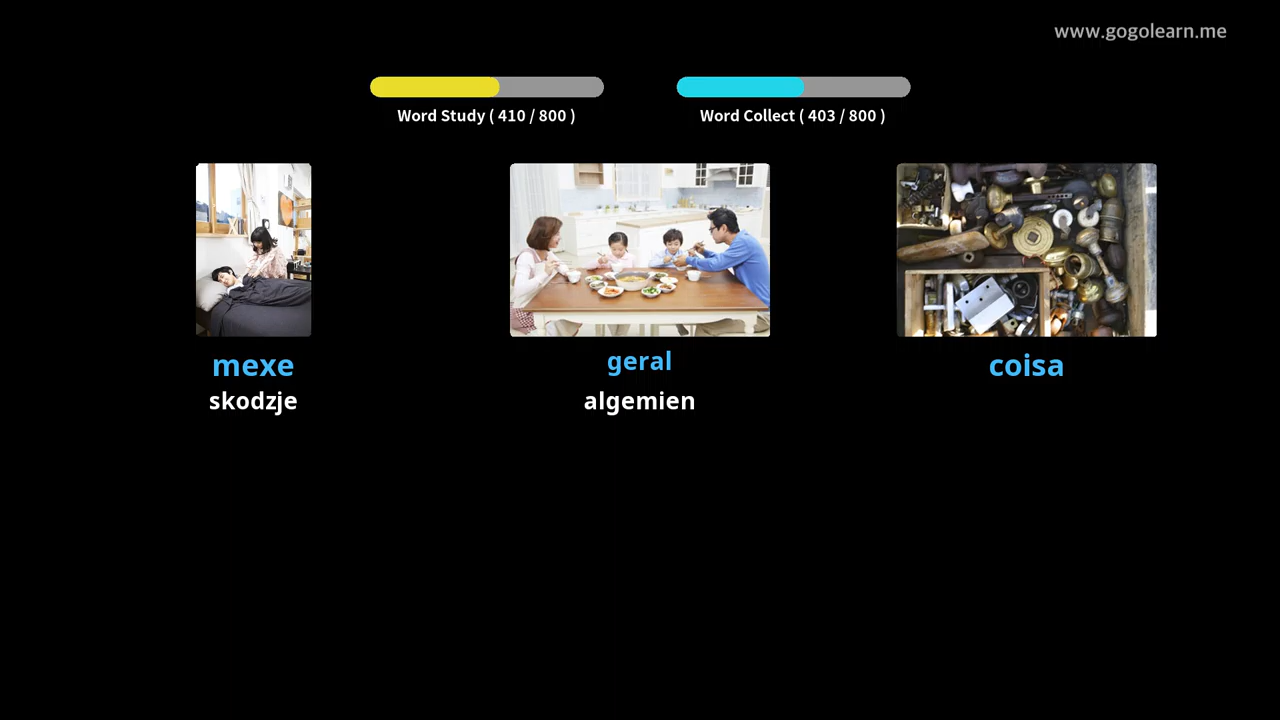 www.gogolearn.me
Word Study ( 410 / 800 )
Word Collect ( 403 / 800 )
mexe
skodzje
geral
algemien
coisa